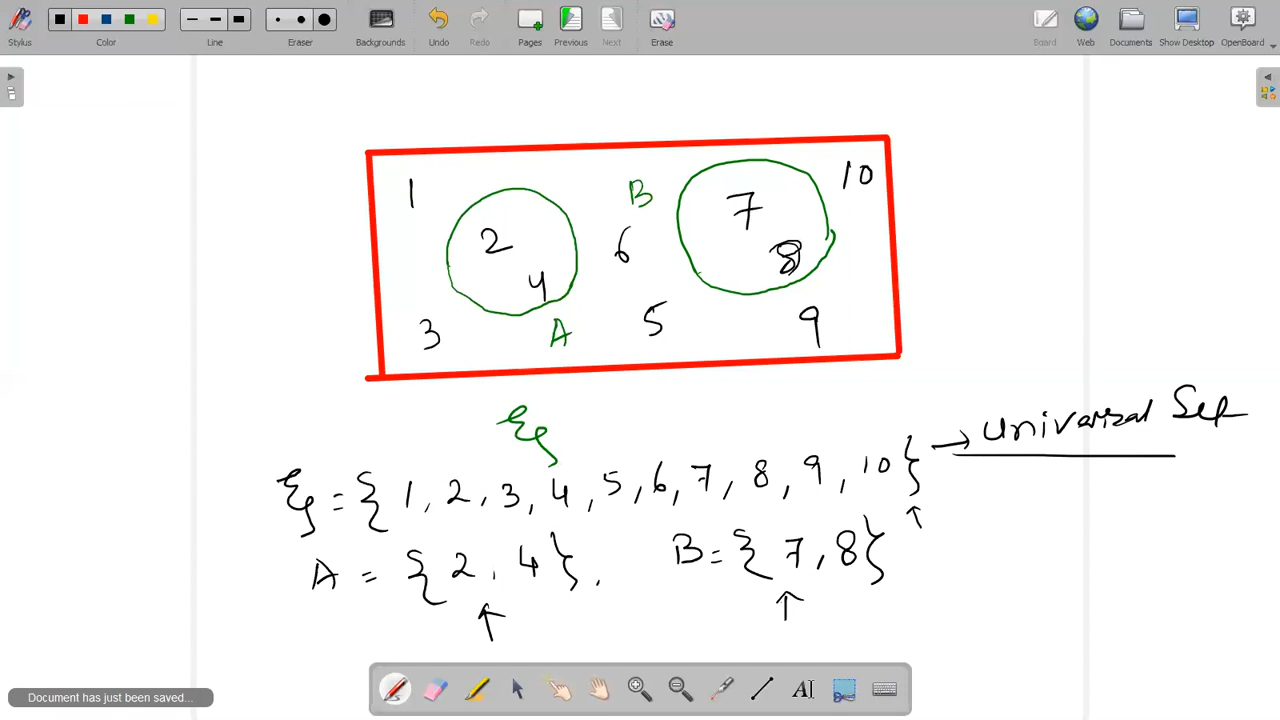 Stylus Color Line Eraser Backgrounds Undo Redo Pages Previous Next Erase Board Web Documents Show Desktop OpenBoard
1 B 7 10
2 6 8
4
3 A 5 9
ξ
ξ = { 1, 2, 3, 4, 5, 6, 7, 8, 9, 10} → Universal Set
↑
A = { 2, 4}, B = { 7, 8}
↑ ↑
AI
Document has just been saved...